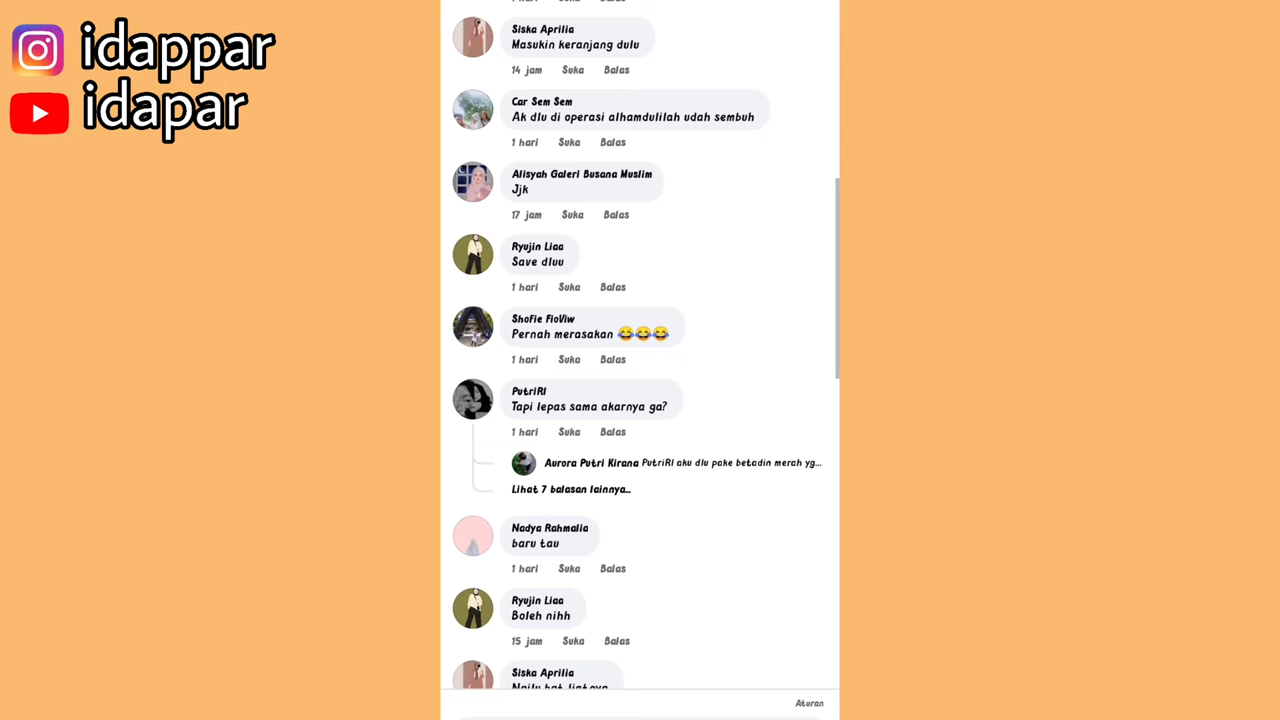 idappar
idapar
Siska Aprilia
Masukin keranjang dulu
14 jam Suka Balas
Car Sem Sem
Ak dlu di operasi alhamdulilah udah sembuh
1 hari Suka Balas
Alisyah Galeri Busana Muslim
Jjk
17 jam Suka Balas
Ryujin Liaa
Save dluu
1 hari Suka Balas
Shofie FioViw
Pernah merasakan 😂😂😂
1 hari Suka Balas
PutriRI
Tapi lepas sama akarnya ga?
1 hari Suka Balas
Aurora Putri Kirana PutriRI aku dlu pake betadin merah yg...
Lihat 7 balasan lainnya...
Nadya Rahmalia
baru tau
1 hari Suka Balas
Ryujin Liaa
Boleh nihh
15 jam Suka Balas
Siska Aprilia
Aturan